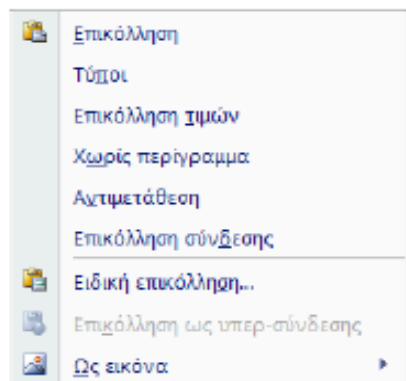 Επικόλληση
Τύποι
Επικόλληση τιμών
Χωρίς περίγραμμα
Αντιμετάθεση
Επικόλληση σύνδεσης
Ειδική επικόλληση...
Επικόλληση ως υπερ-σύνδεσης
Ως εικόνα